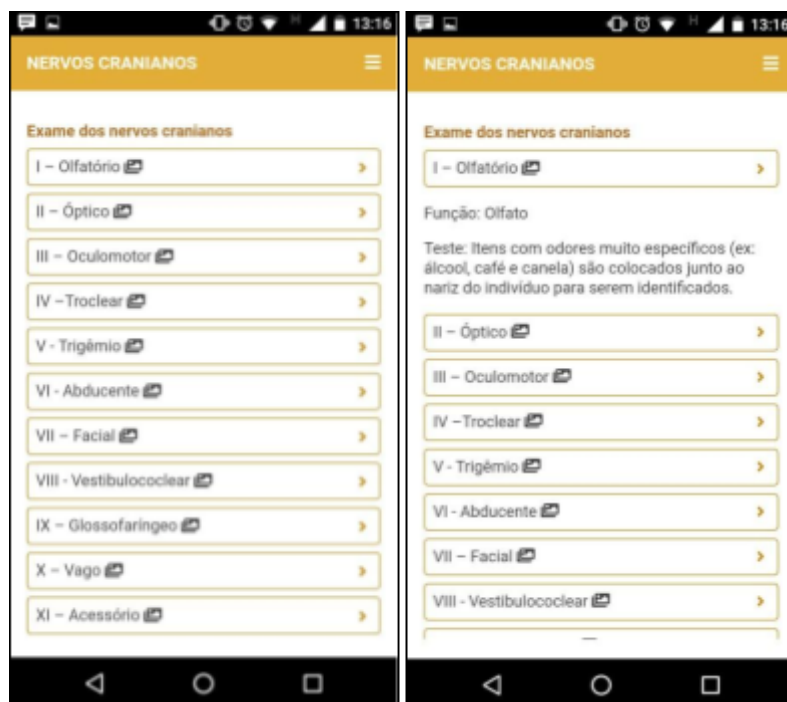 13:16
NERVOS CRANIANOS
Exame dos nervos cranianos
I – Olfatório
II – Óptico
III – Oculomotor
IV –Troclear
V - Trigêmio
VI - Abducente
VII – Facial
VIII - Vestibulococlear
IX – Glossofaríngeo
X – Vago
XI – Acessório
H 13:16
NERVOS CRANIANOS
Exame dos nervos cranianos
I – Olfatório
Função: Olfato
Teste: Itens com odores muito específicos (ex:
álcool, café e canela) são colocados junto ao
nariz do indivíduo para serem identificados.
II – Óptico
III – Oculomotor
IV –Troclear
V - Trigêmio
VI - Abducente
VII – Facial
VIII - Vestibulococlear